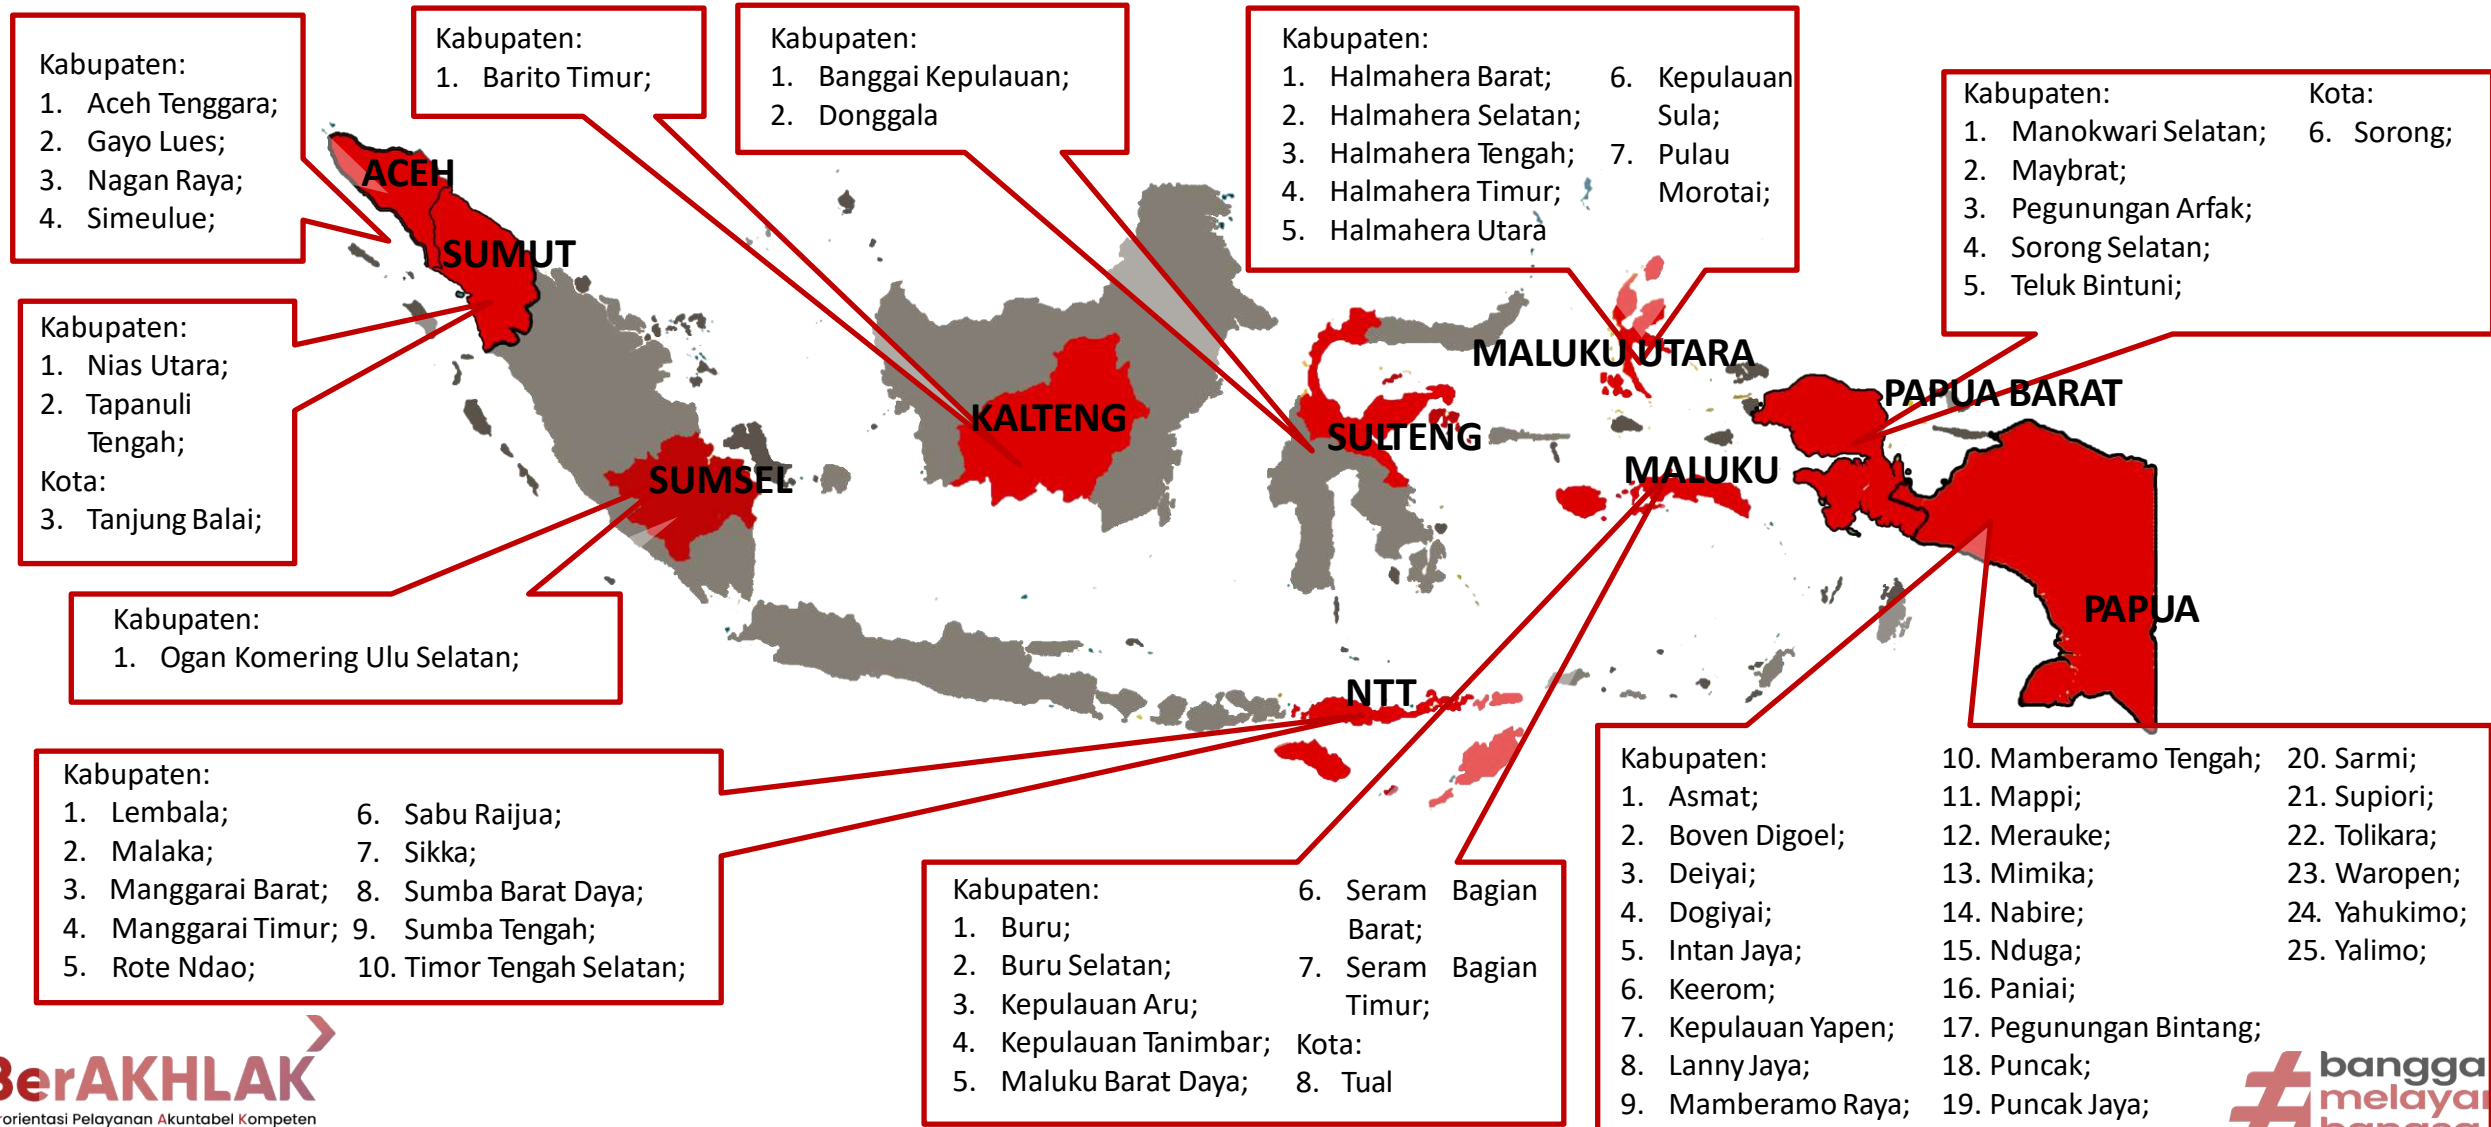 Kabupaten:
1. Aceh Tenggara;
2. Gayo Lues;
3. Nagan Raya;
4. Simeulue;
Kabupaten:
1. Barito Timur;
Kabupaten:
1. Banggai Kepulauan;
2. Donggala
Kabupaten:
1. Halmahera Barat;
2. Halmahera Selatan;
3. Halmahera Tengah;
4. Halmahera Timur;
5. Halmahera Utara
6. Kepulauan
Sula;
7. Pulau
Morotai;
Kabupaten:
1. Manokwari Selatan;
2. Maybrat;
3. Pegunungan Arfak;
4. Sorong Selatan;
5. Teluk Bintuni;
Kota:
6. Sorong;
ACEH
SUMUT
Kabupaten:
1. Nias Utara;
2. Tapanuli
Tengah;
Kota:
3. Tanjung Balai;
MALUKU UTARA
PAPUA BARAT
KALTENG
SULTENG
SUMSEL
MALUKU
PAPUA
NTT
Kabupaten:
1. Ogan Komering Ulu Selatan;
Kabupaten:
1. Lembala;
2. Malaka;
3. Manggarai Barat;
4. Manggarai Timur;
5. Rote Ndao;
6. Sabu Raijua;
7. Sikka;
8. Sumba Barat Daya;
9. Sumba Tengah;
10. Timor Tengah Selatan;
Kabupaten:
1. Buru;
2. Buru Selatan;
3. Kepulauan Aru;
4. Kepulauan Tanimbar;
5. Maluku Barat Daya;
6. Seram Bagian
Barat;
7. Seram Bagian
Timur;
Kota:
8. Tual
Kabupaten:
1. Asmat;
2. Boven Digoel;
3. Deiyai;
4. Dogiyai;
5. Intan Jaya;
6. Keerom;
7. Kepulauan Yapen;
8. Lanny Jaya;
9. Mamberamo Raya;
10. Mamberamo Tengah;
11. Mappi;
12. Merauke;
13. Mimika;
14. Nabire;
15. Nduga;
16. Paniai;
17. Pegunungan Bintang;
18. Puncak;
19. Puncak Jaya;
20. Sarmi;
21. Supiori;
22. Tolikara;
23. Waropen;
24. Yahukimo;
25. Yalimo;
BerAKHLAK
rorientasi Pelayanan Akuntabel Kompeten
# bangga
melayan
bangsa